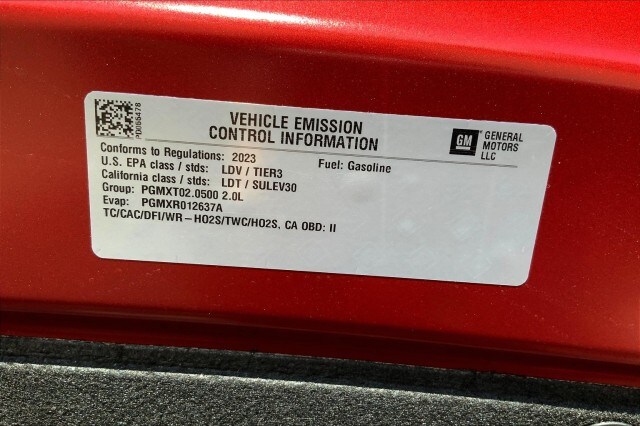 VEHICLE EMISSION
CONTROL INFORMATION
GM
GENERAL
MOTORS
LLC
Conforms to Regulations: 2023
Fuel: Gasoline
U.S. EPA class / stds: LDV / TIER3
California class / stds: LDT / SULEV30
Group: PGMXT02.0500 2.0L
Evap: PGMXR012637A
TC/CAC/DFI/WR-HO2S/TWC/HO2S, CA OBD: II